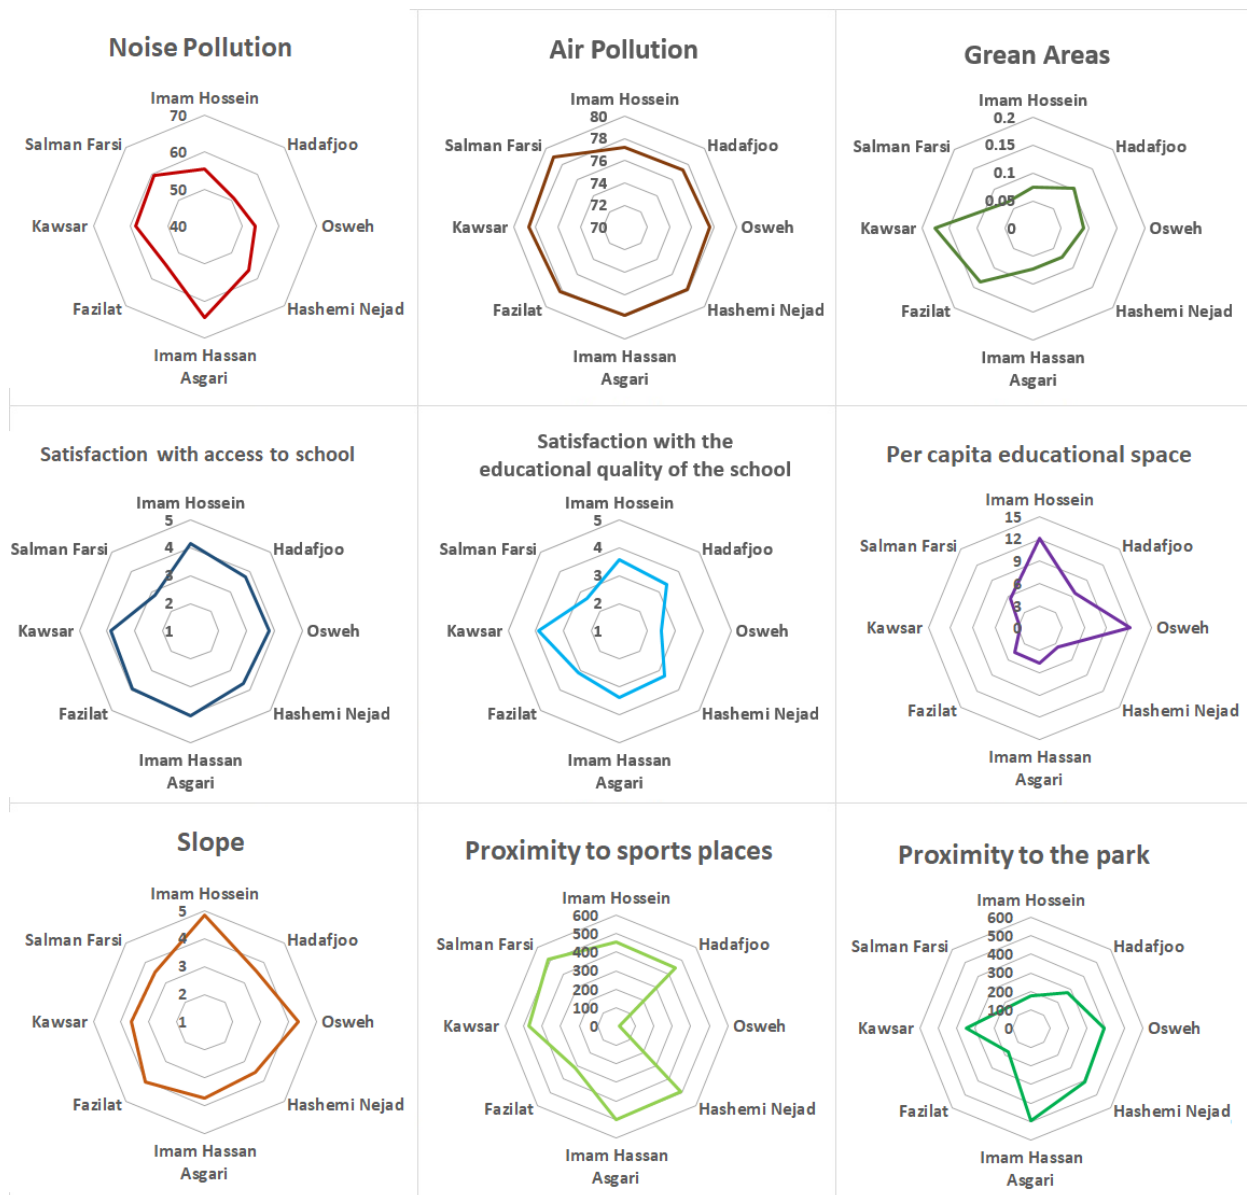 Noise Pollution
Imam Hossein
70
Salman Farsi
Hadafjoo
60
50
Kawsar
40
Osweh
Fazilat
Hashemi Nejad
Imam Hassan
Asgari
Air Pollution
Imam Hossein
80
Salman Farsi
78
Hadafjoo
76
74
72
Kawsar
70
Osweh
Fazilat
Hashemi Nejad
Imam Hassan
Asgari
Grean Areas
Imam Hossein
0.2
Salman Farsi
0.15
Hadafjoo
0.1
0.05
Kawsar
0
Osweh
Fazilat
Hashemi Nejad
Imam Hassan
Asgari
Satisfaction with access to school
Imam Hossein
5
Salman Farsi
4
Hadafjoo
3
2
Kawsar
1
Osweh
Fazilat
Hashemi Nejad
Imam Hassan
Asgari
Satisfaction with the
educational quality of the school
Imam Hossein
5
Salman Farsi
4
Hadafjoo
3
2
Kawsar
1
Osweh
Fazilat
Hashemi Nejad
Imam Hassan
Asgari
Per capita educational space
Imam Hossein
15
Salman Farsi
12
Hadafjoo
9
6
3
Kawsar
0
Osweh
Fazilat
Hashemi Nejad
Imam Hassan
Asgari
Slope
Imam Hossein
5
Salman Farsi
4
Hadafjoo
3
2
Kawsar
1
Osweh
Fazilat
Hashemi Nejad
Imam Hassan
Asgari
Proximity to sports places
Imam Hossein
600
Salman Farsi
500
Hadafjoo
400
300
200
100
Kawsar
0
Osweh
Fazilat
Hashemi Nejad
Imam Hassan
Asgari
Proximity to the park
Imam Hossein
600
Salman Farsi
500
Hadafjoo
400
300
200
100
Kawsar
0
Osweh
Fazilat
Hashemi Nejad
Imam Hassan
Asgari